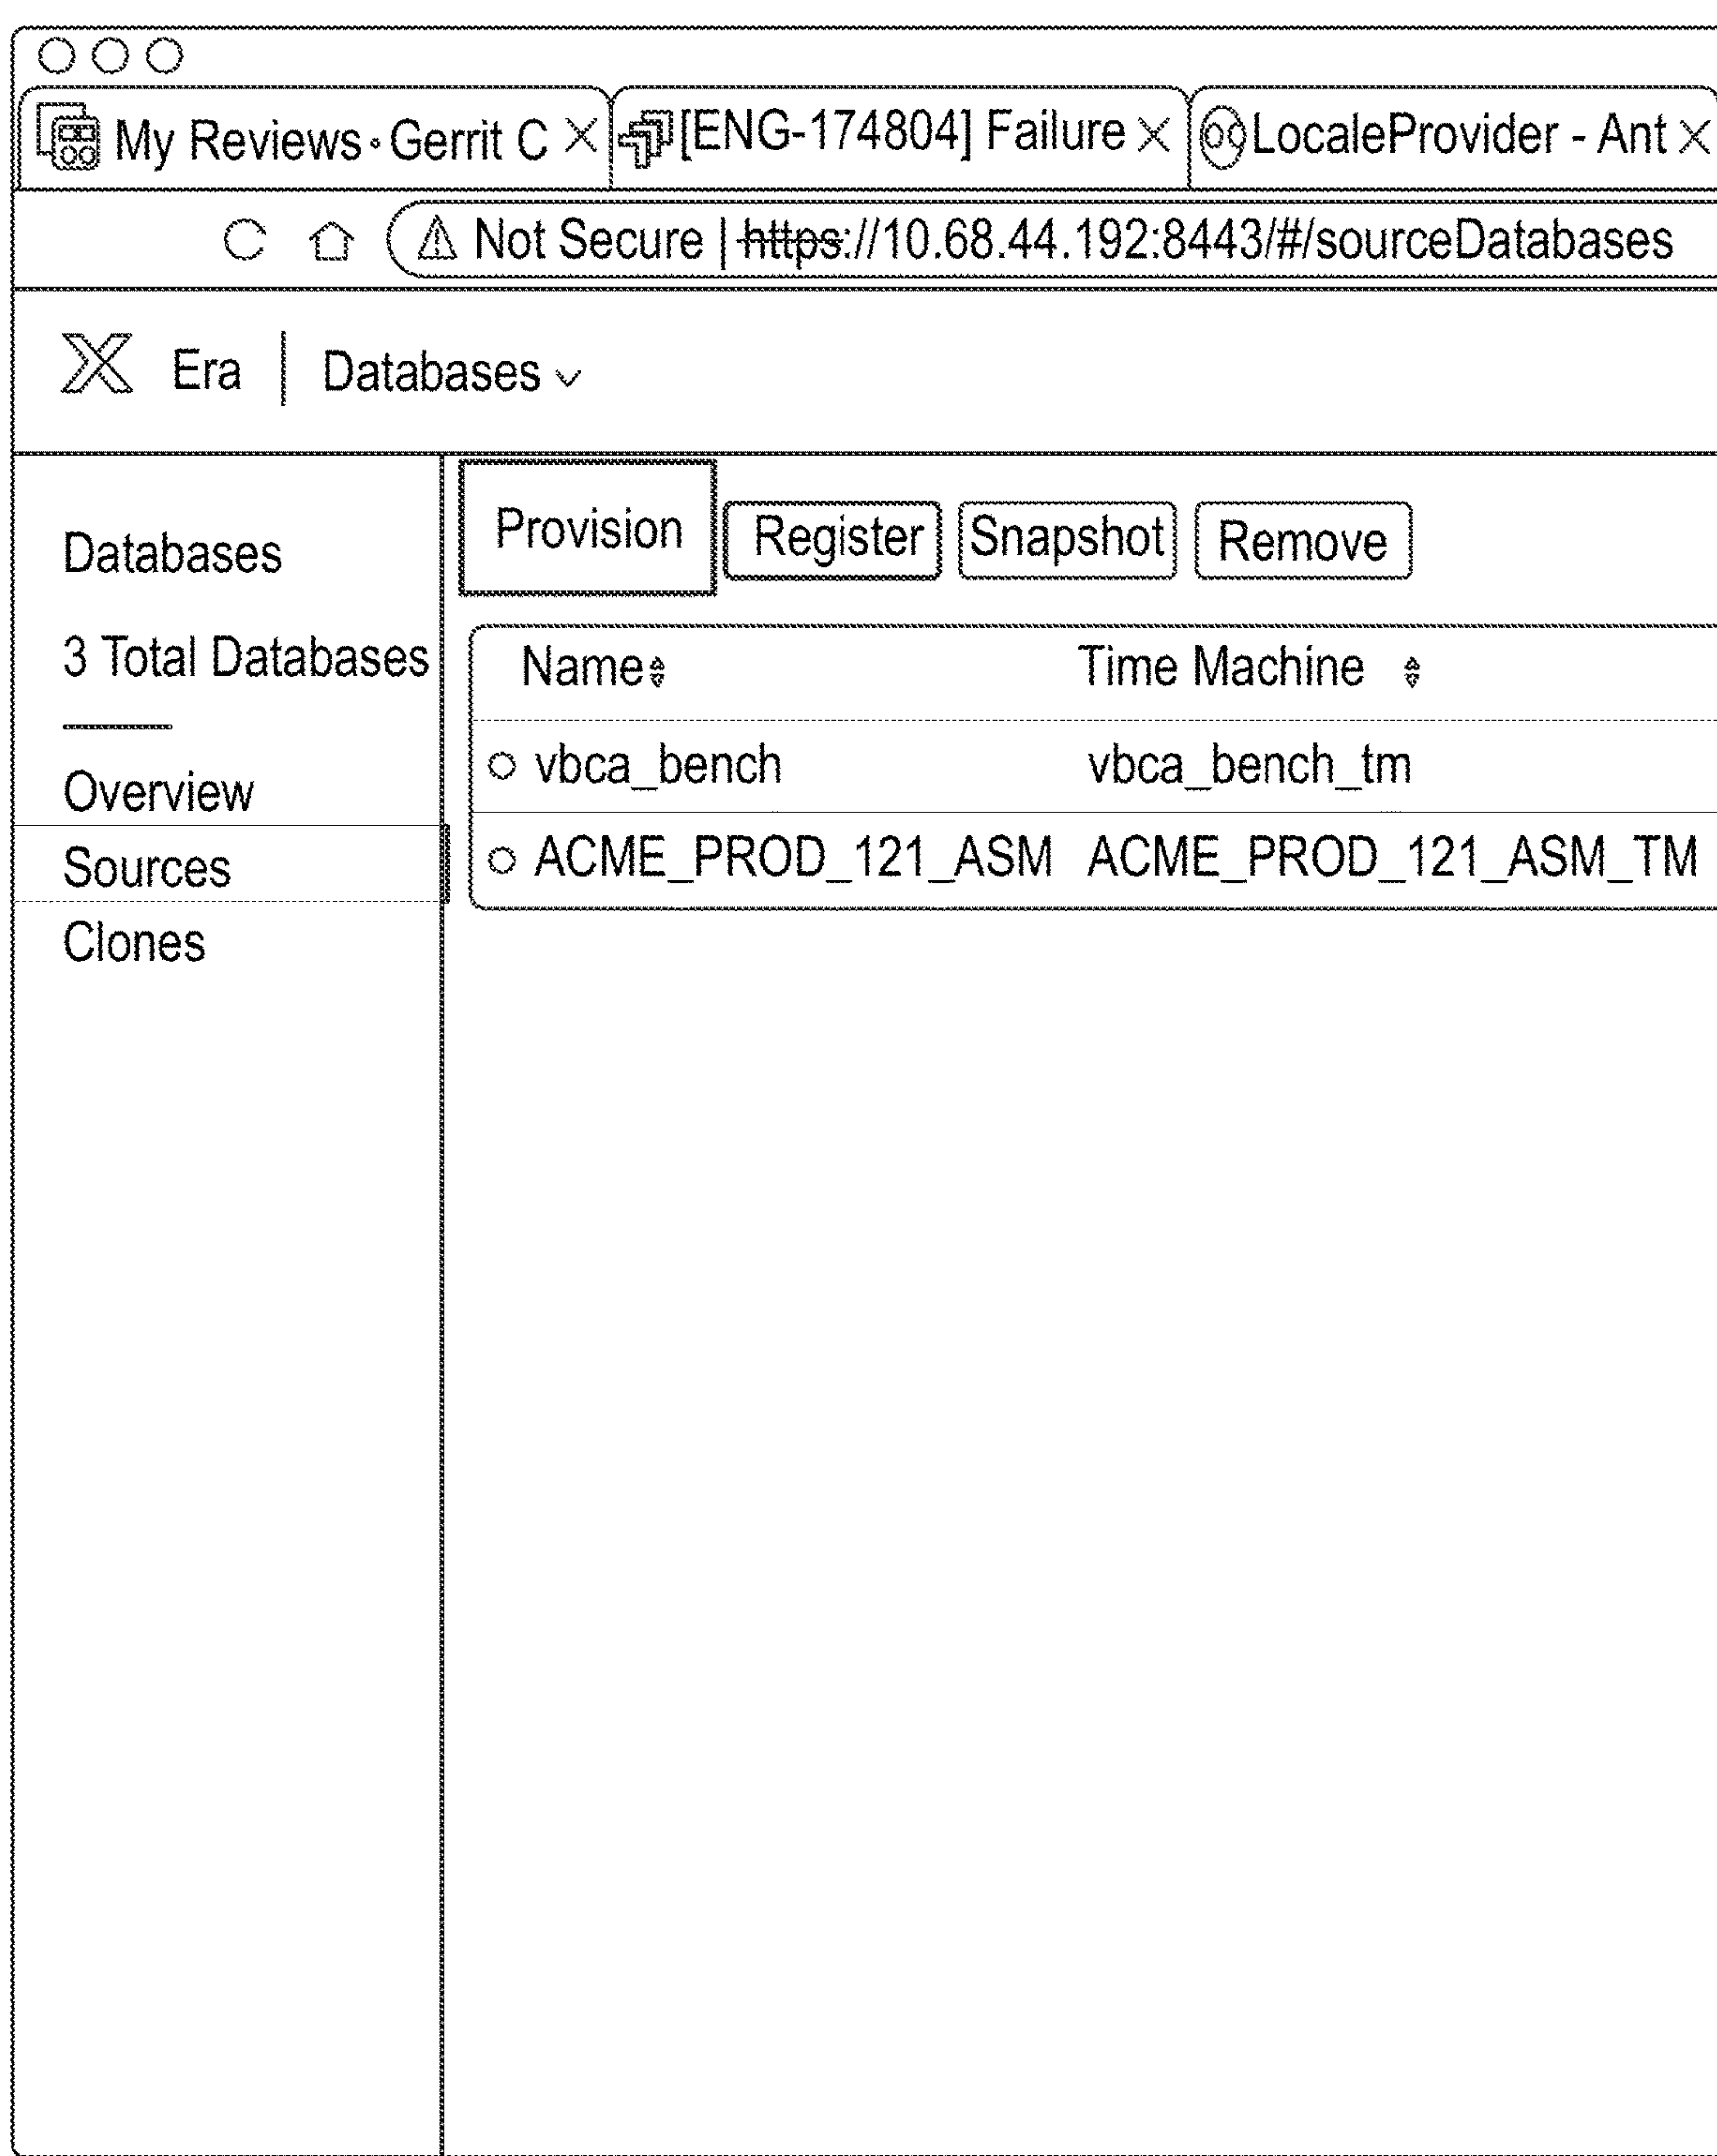 My Reviews · Gerrit C [ENG-174804] Failure LocaleProvider - Ant
Not Secure | https://10.68.44.192:8443/#/sourceDatabases
Era | Databases
Provision Register Snapshot Remove
Databases
3 Total Databases
Overview
Sources
Clones
Name Time Machine
vbca_bench vbca_bench_tm
ACME_PROD_121_ASM ACME_PROD_121_ASM_TM